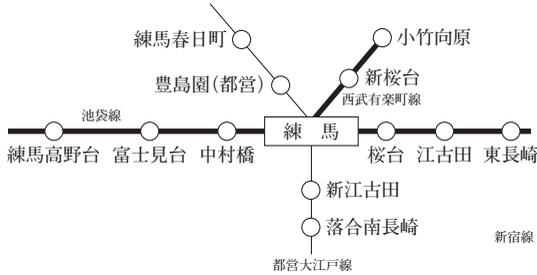 練馬春日町
小竹向原
豊島園(都営)
新桜台
西武有楽町線
池袋線
練馬
練馬高野台
富士見台
中村橋
桜台
江古田
東長崎
新江古田
落合南長崎
新宿線
都営大江戸線